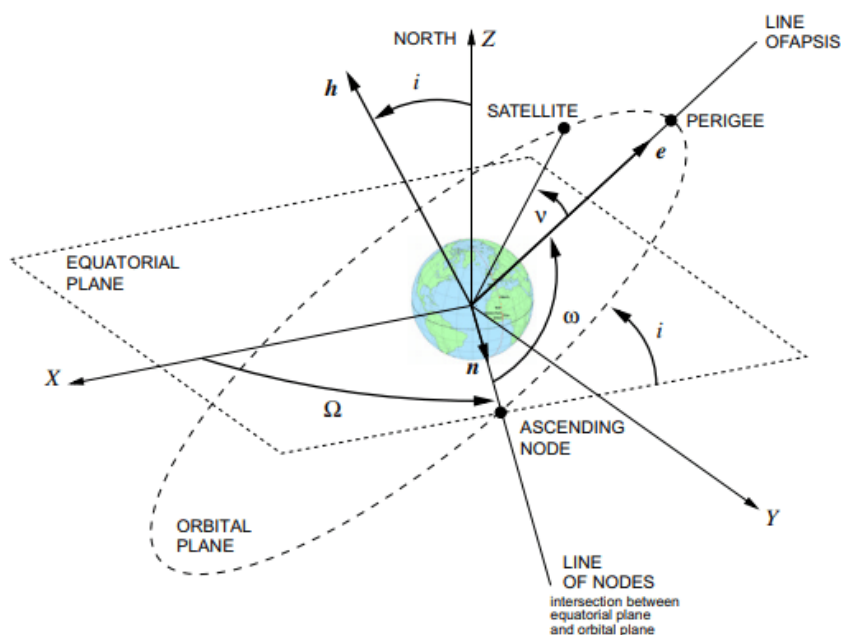 LINE
OFAPSIS
NORTH
Z
h
i
SATELLITE
PERIGEE
e
ν
EQUATORIAL
PLANE
ω
i
n
X
Ω
ASCENDING
NODE
Y
ORBITAL
PLANE
LINE
OF NODES
intersection between
equatorial plane
and orbital plane